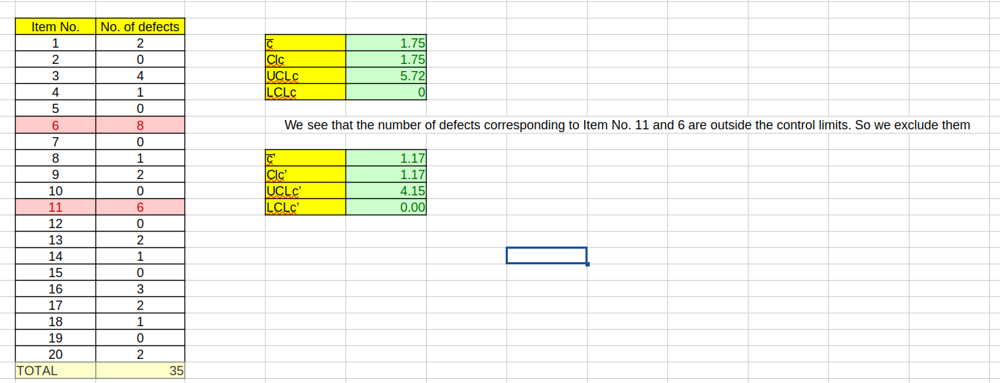 Item No. No. of defects
1 2 c̅ 1.75
2 0 Clc 1.75
3 4 UCLc 5.72
4 1 LCLc 0
5 0
6 8 We see that the number of defects corresponding to Item No. 11 and 6 are outside the control limits. So we exclude them
7 0
8 1 c̅’ 1.17
9 2 Clc’ 1.17
10 0 UCLc’ 4.15
11 6 LCLc’ 0.00
12 0
13 2
14 1
15 0
16 3
17 2
18 1
19 0
20 2
TOTAL 35